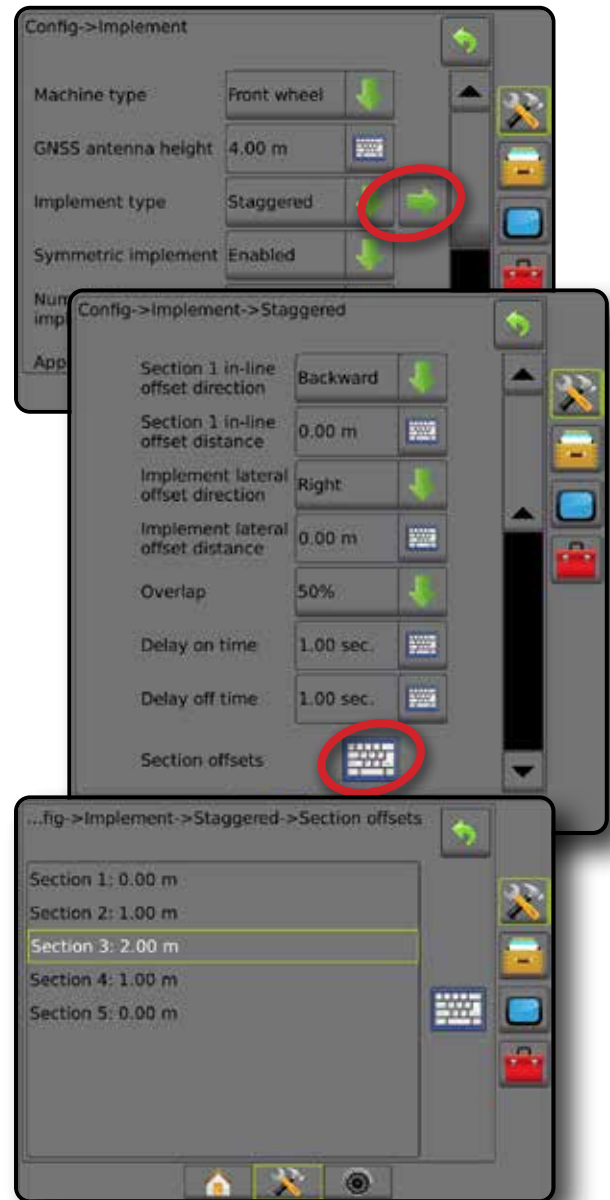 Config->Implement
Machine type Front wheel
GNSS antenna height 4.00 m
Implement type Staggered
Symmetric implement Enabled
Config->Implement->Staggered
Section 1 in-line
offset direction Backward
Section 1 in-line
offset distance 0.00 m
Implement lateral
offset direction Right
Implement lateral
offset distance 0.00 m
Overlap 50%
Delay on time 1.00 sec.
Delay off time 1.00 sec.
Section offsets
...fig->Implement->Staggered->Section offsets
Section 1: 0.00 m
Section 2: 1.00 m
Section 3: 2.00 m
Section 4: 1.00 m
Section 5: 0.00 m